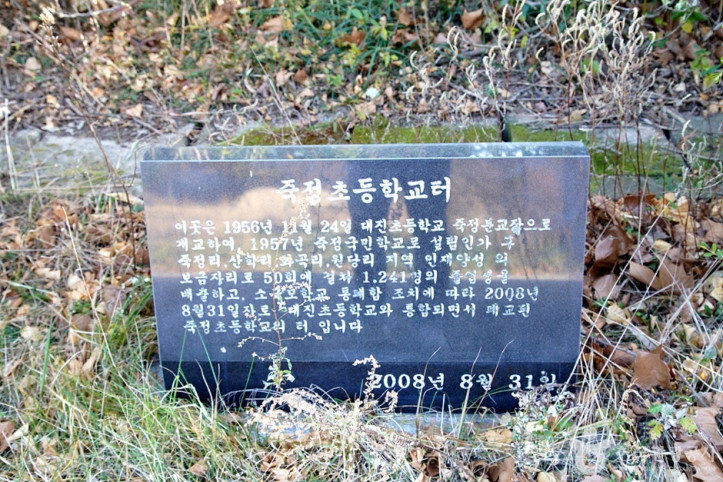 죽정초등학교터
이곳은 1956년 11월 24일 대진초등학교 죽정분교장으로
개교하여, 1957년 죽정국민학교로 설립인가 후
죽정리,산학리,화곡리,원당리 지역 인재양성 의
보금자리로 50회에 걸쳐 1,241명의 졸업생을
배출하고, 소규모학교 통폐합 조치에 따라 2008년
8월31일자로 대진초등학교와 통합되면서 폐교된
죽정초등학교의 터 입니다
2008년 8월 31일